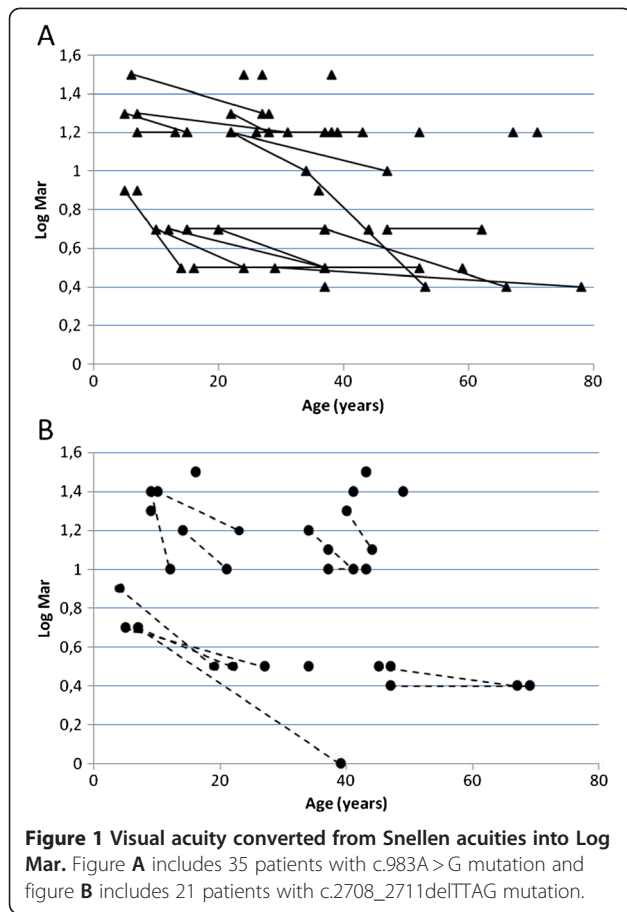 A
1,6
1,4
1,2
1
0,8
0,6
0,4
0,2
0
Log Mar
0 20 40 60 80
Age (years)
B
1,6
1,4
1,2
1
0,8
0,6
0,4
0,2
0
Log Mar
0 20 40 60 80
Age (years)
Figure 1 Visual acuity converted from Snellen acuities into Log
Mar. Figure A includes 35 patients with c.983A > G mutation and
figure B includes 21 patients with c.2708_2711delTTAG mutation.